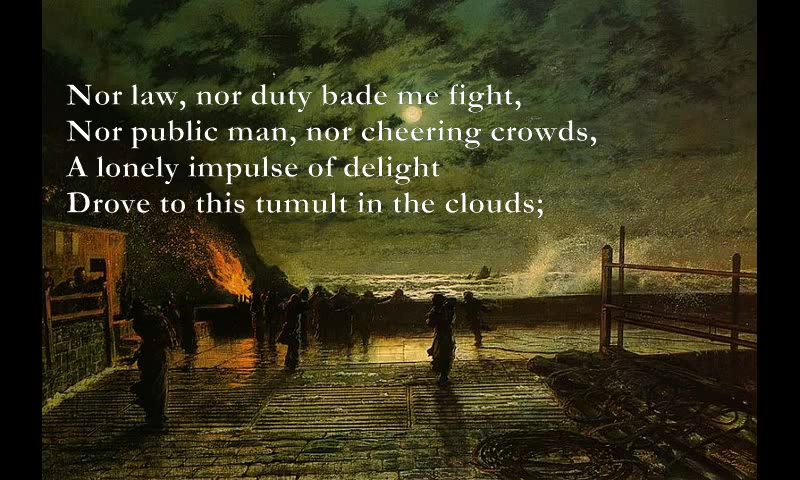 Nor law, nor duty bade me fight,
Nor public man, nor cheering crowds,
A lonely impulse of delight
Drove to this tumult in the clouds;